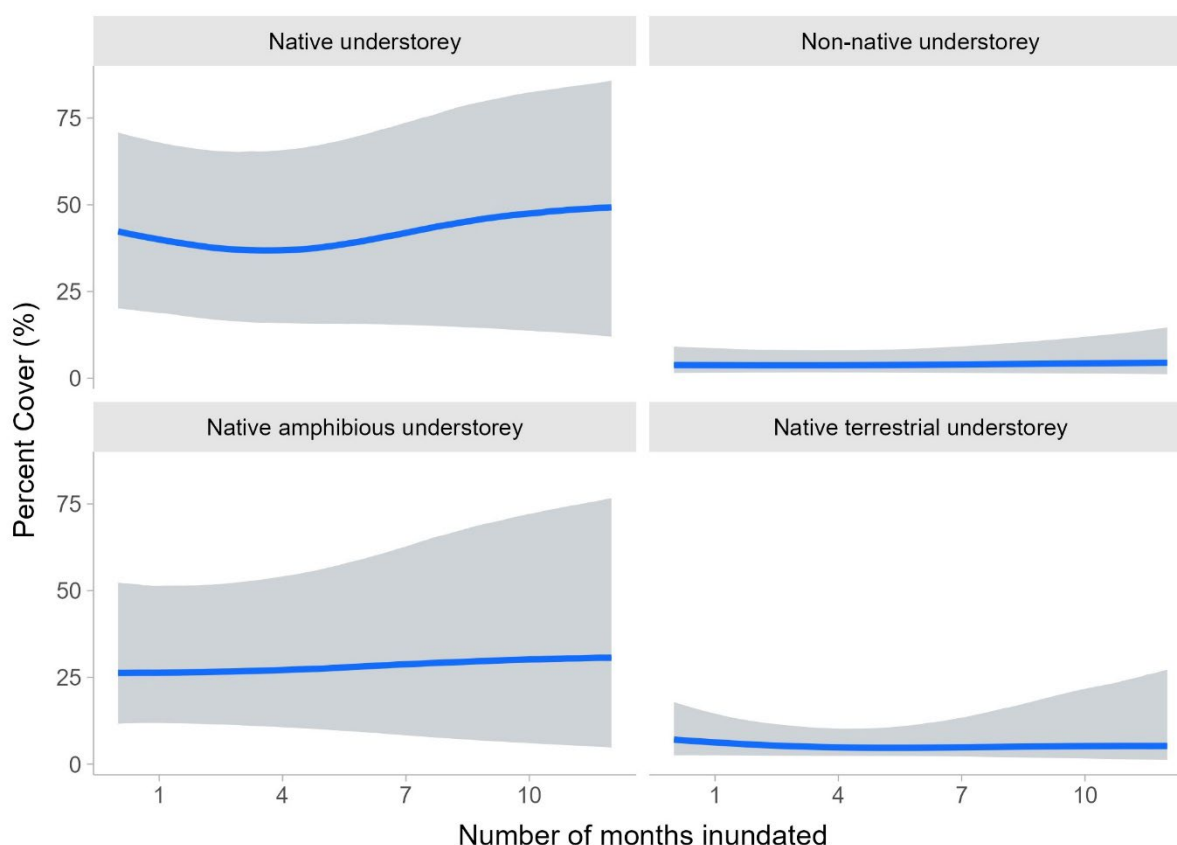 Native understorey
Non-native understorey
75
50
25
0
Native amphibious understorey
Native terrestrial understorey
75
50
25
0
1
4
7
10
1
4
7
10
Percent Cover (%)
Number of months inundated